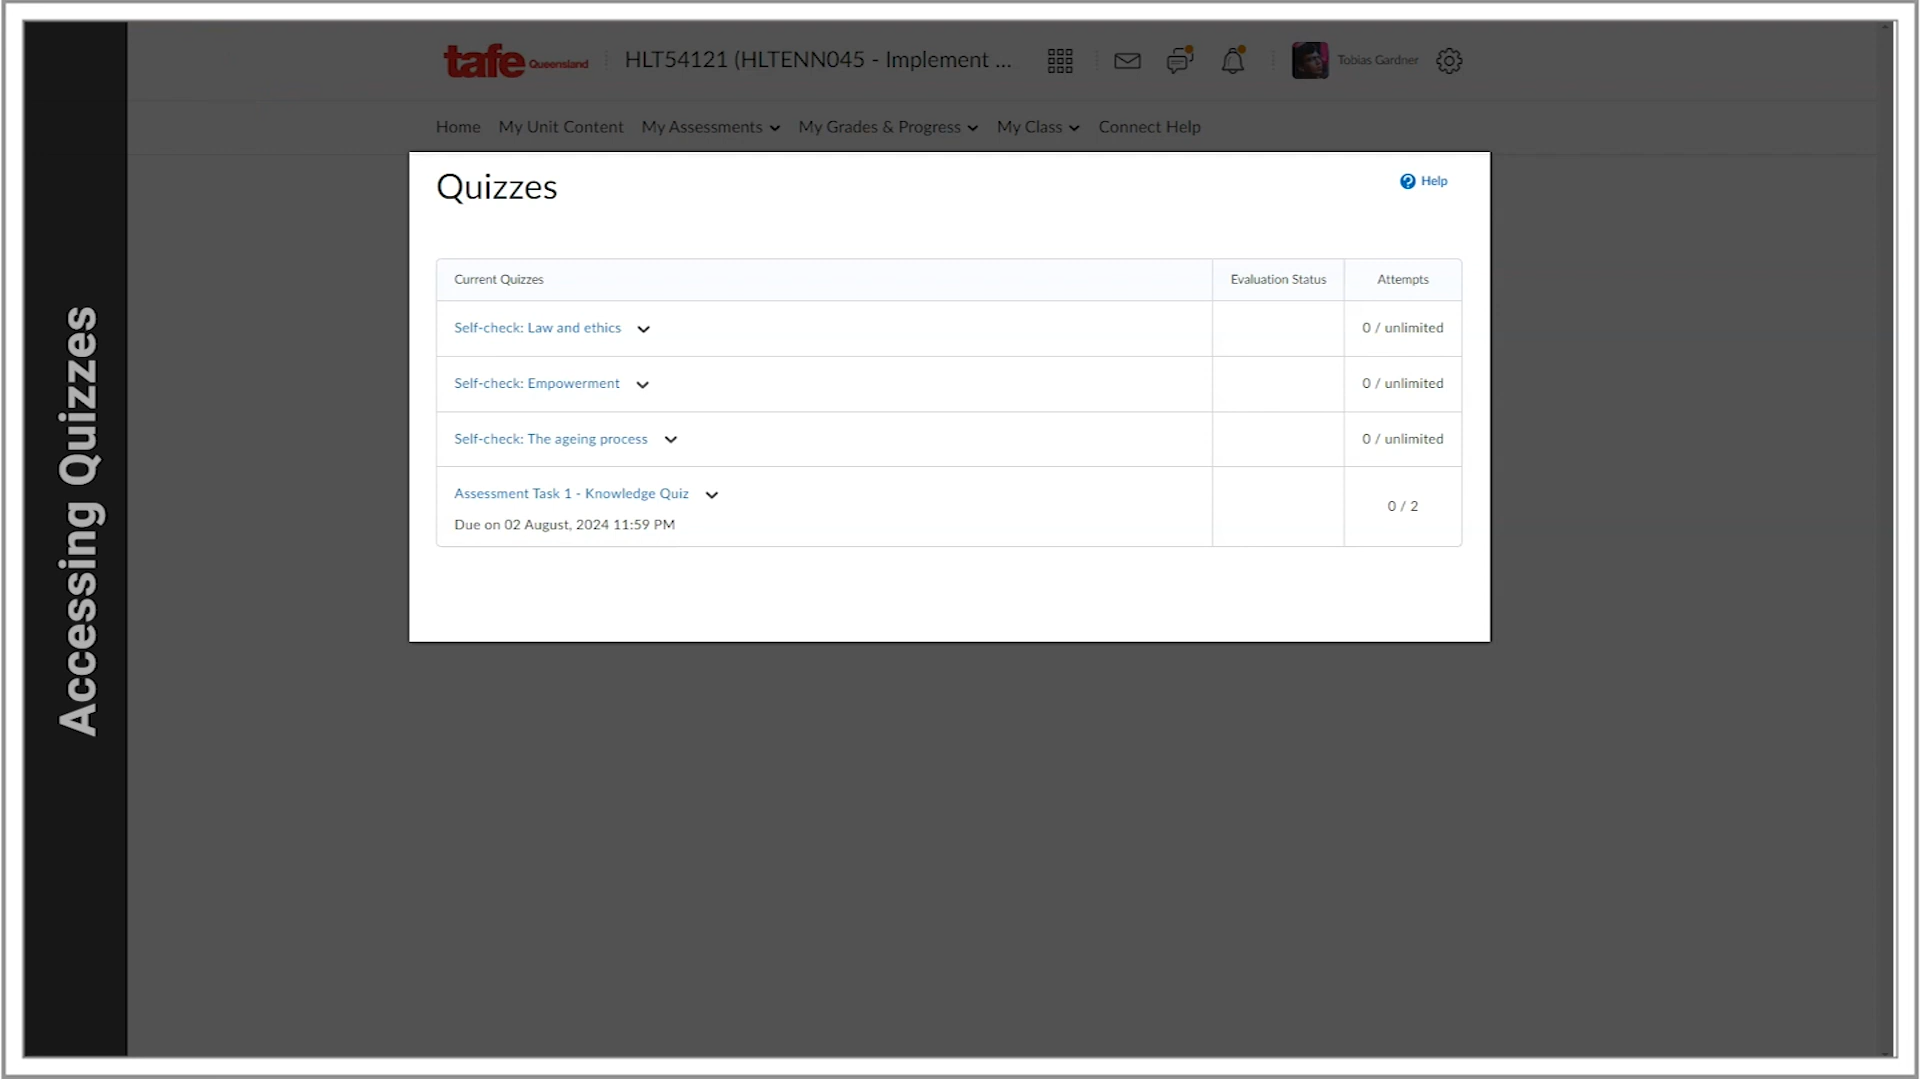 Accessing Quizzes
tafe Queensland
HLT54121 (HLTENN045 - Implement ...
Tobias Gardner
Home My Unit Content My Assessments My Grades & Progress My Class Connect Help
Quizzes
Help
Current Quizzes Evaluation Status Attempts
Self-check: Law and ethics 0 / unlimited
Self-check: Empowerment 0 / unlimited
Self-check: The ageing process 0 / unlimited
Assessment Task 1 - Knowledge Quiz
Due on 02 August, 2024 11:59 PM
0 / 2